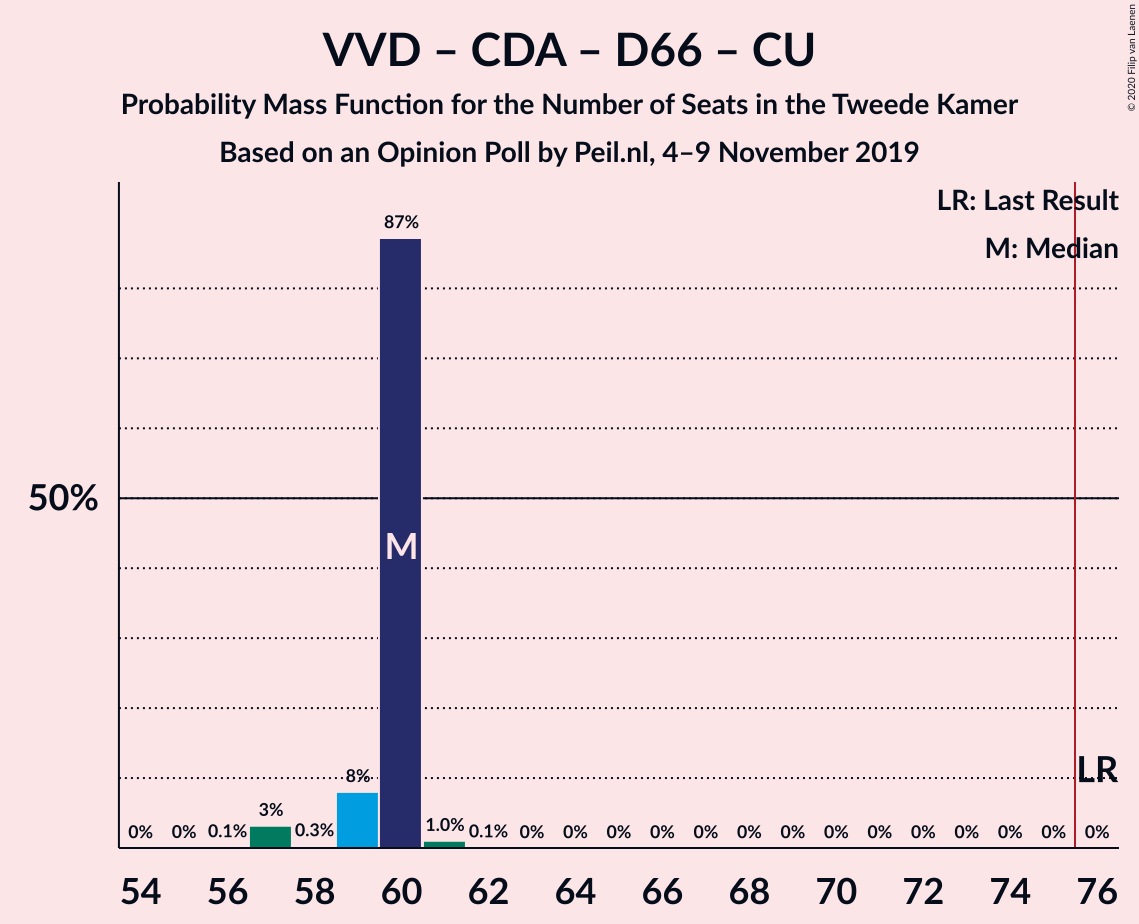 VVD – CDA – D66 – CU
Probability Mass Function for the Number of Seats in the Tweede Kamer
Based on an Opinion Poll by Peil.nl, 4–9 November 2019
© 2020 Filip van Laenen
LR: Last Result
M: Median
87%
50%
M
LR
8%
3%
0% 0% 0.1% 0.3% 1.0% 0.1% 0% 0% 0% 0% 0% 0% 0% 0% 0% 0% 0% 0% 0% 0%
54 56 58 60 62 64 66 68 70 72 74 76